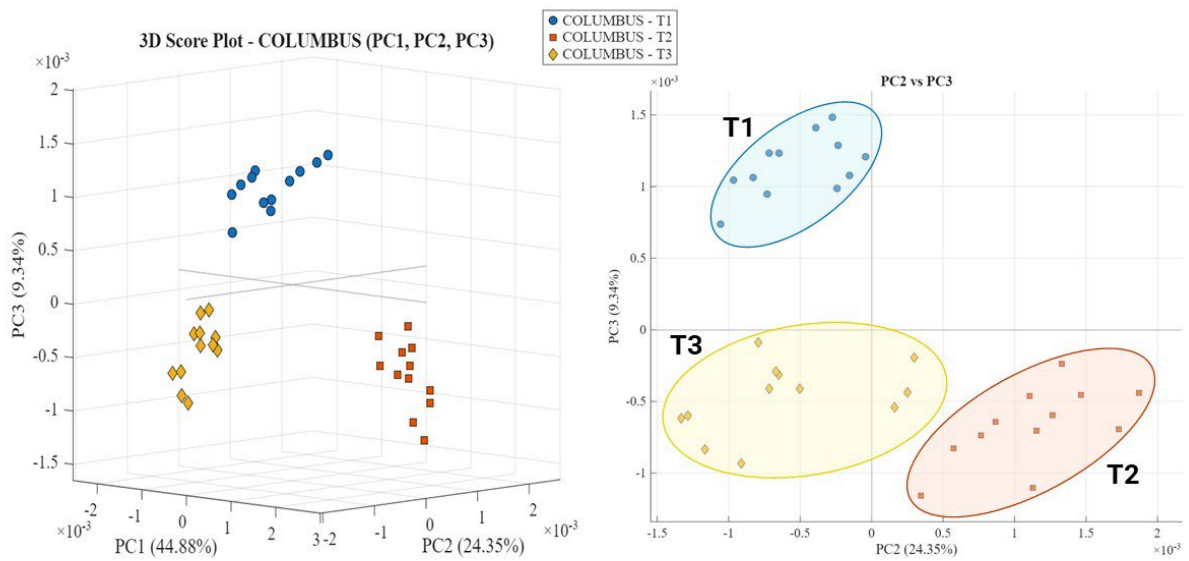 COLUMBUS - T1
COLUMBUS - T2
COLUMBUS - T3
3D Score Plot - COLUMBUS (PC1, PC2, PC3)
×10⁻³
2
1.5
1
0.5
0
-0.5
-1
-1.5
PC3 (9.34%)
-2
-1
0
1
2
3
×10⁻³
PC1 (44.88%)
-2
-1
0
1
2
×10⁻³
PC2 (24.35%)
PC2 vs PC3
×10⁻³
1.5
1
0.5
0
-0.5
-1
PC3 (9.34%)
T1
T3
T2
-1.5
-1
-0.5
0
0.5
1
1.5
2
PC2 (24.35%)
×10⁻³